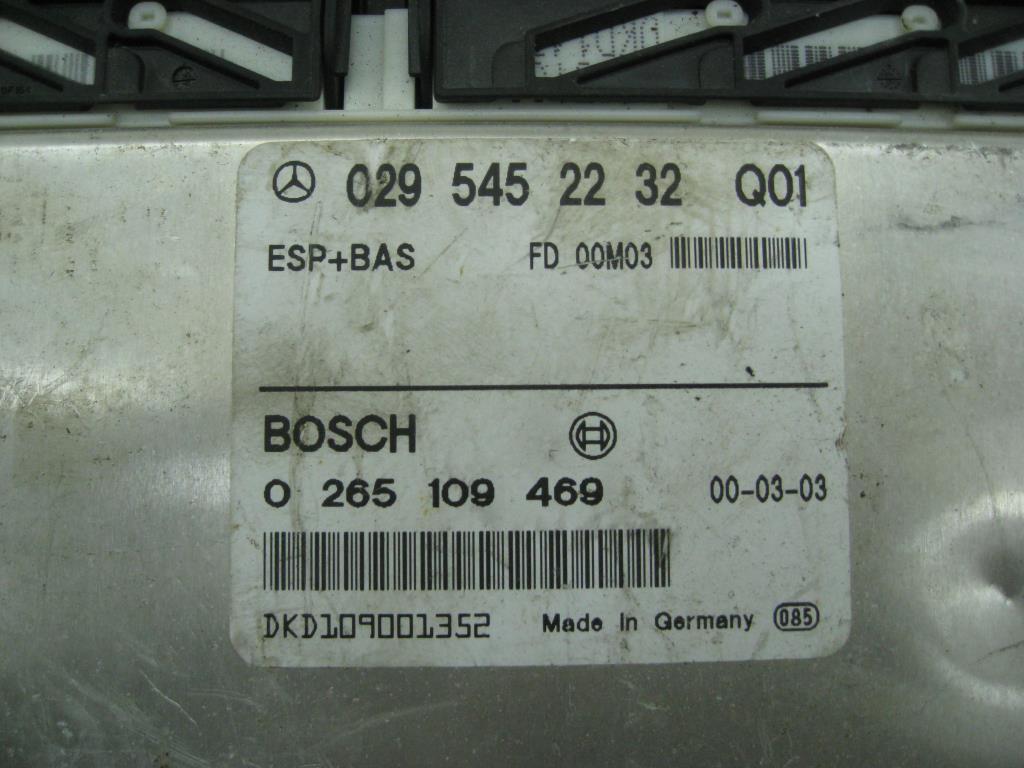 029 545 22 32 Q01
ESP+BAS FD 00M03
BOSCH
0 265 109 469 00-03-03
DKD109001352 Made in Germany 085